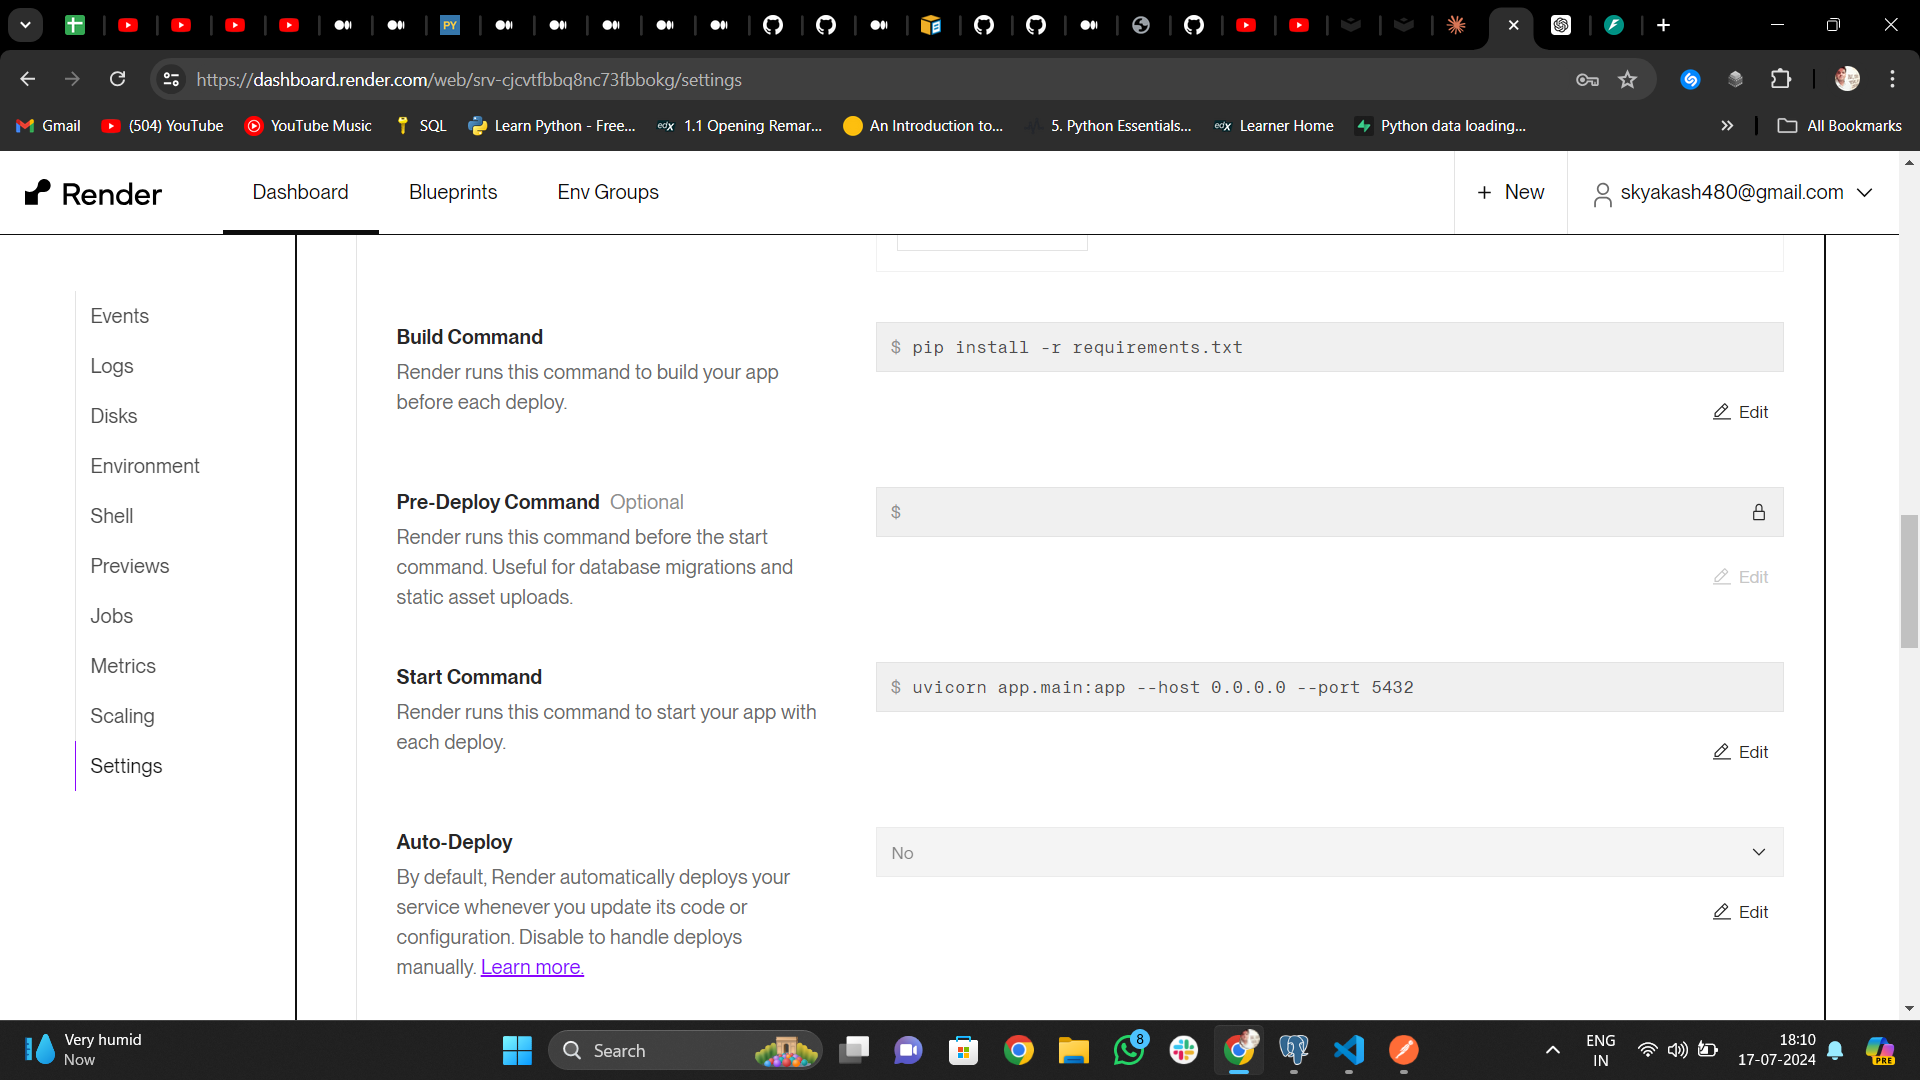 PY
https://dashboard.render.com/web/srv-cjcvtfbbq8nc73fbbokg/settings
Gmail
(504) YouTube
YouTube Music
SQL
Learn Python - Free...
edX
1.1 Opening Remar...
An Introduction to...
5. Python Essentials...
edX
Learner Home
Python data loading...
All Bookmarks
Render
Dashboard
Blueprints
Env Groups
+ New
skyakash480@gmail.com
Events
Logs
Disks
Environment
Shell
Previews
Jobs
Metrics
Scaling
Settings
Build Command
Render runs this command to build your app
before each deploy.
$ pip install -r requirements.txt
Edit
Pre-Deploy Command Optional
Render runs this command before the start
command. Useful for database migrations and
static asset uploads.
$
Edit
Start Command
Render runs this command to start your app with
each deploy.
$ uvicorn app.main:app --host 0.0.0.0 --port 5432
Edit
Auto-Deploy
By default, Render automatically deploys your
service whenever you update its code or
configuration. Disable to handle deploys
manually. Learn more.
No
Edit
Very humid
Now
Search
8
ENG
IN
18:10
17-07-2024
PRE